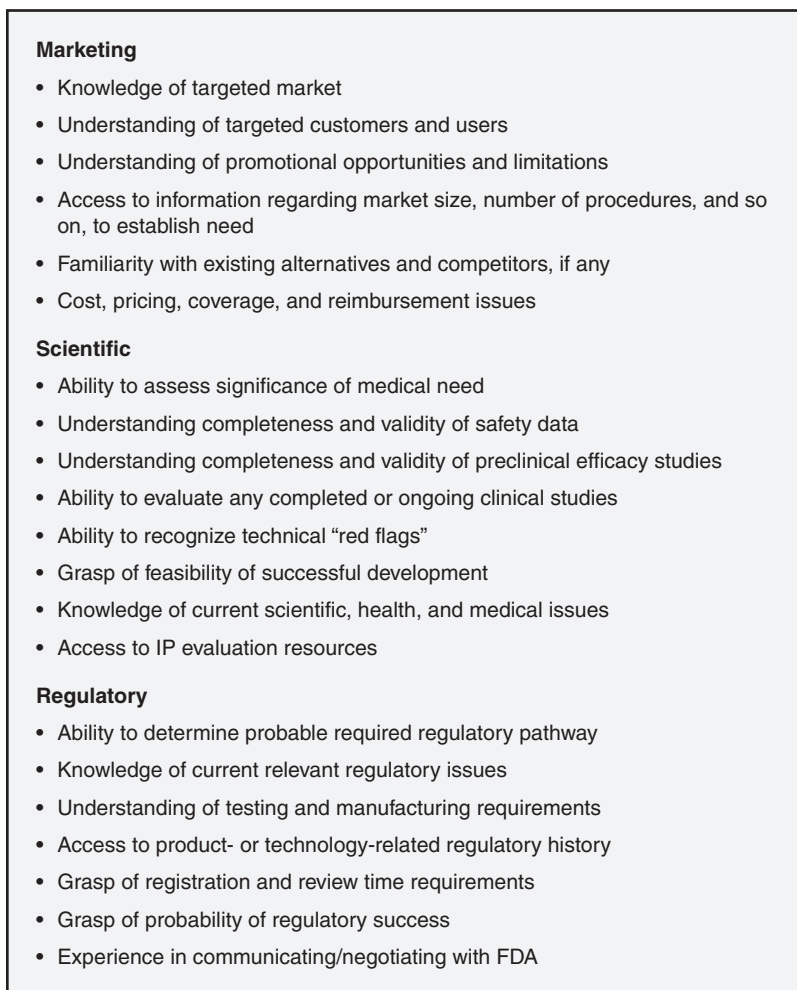 Marketing
• Knowledge of targeted market
• Understanding of targeted customers and users
• Understanding of promotional opportunities and limitations
• Access to information regarding market size, number of procedures, and so
on, to establish need
• Familiarity with existing alternatives and competitors, if any
• Cost, pricing, coverage, and reimbursement issues
Scientific
• Ability to assess significance of medical need
• Understanding completeness and validity of safety data
• Understanding completeness and validity of preclinical efficacy studies
• Ability to evaluate any completed or ongoing clinical studies
• Ability to recognize technical “red flags”
• Grasp of feasibility of successful development
• Knowledge of current scientific, health, and medical issues
• Access to IP evaluation resources
Regulatory
• Ability to determine probable required regulatory pathway
• Knowledge of current relevant regulatory issues
• Understanding of testing and manufacturing requirements
• Access to product- or technology-related regulatory history
• Grasp of registration and review time requirements
• Grasp of probability of regulatory success
• Experience in communicating/negotiating with FDA